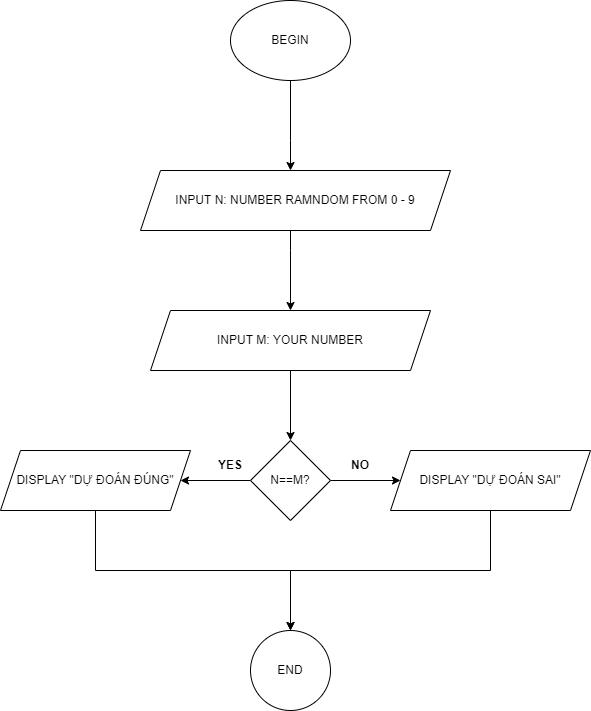 BEGIN
INPUT N: NUMBER RAMNDOM FROM 0 - 9
INPUT M: YOUR NUMBER
YES
NO
DISPLAY "DỰ ĐOÁN ĐÚNG"
N==M?
DISPLAY "DỰ ĐOÁN SAI"
END